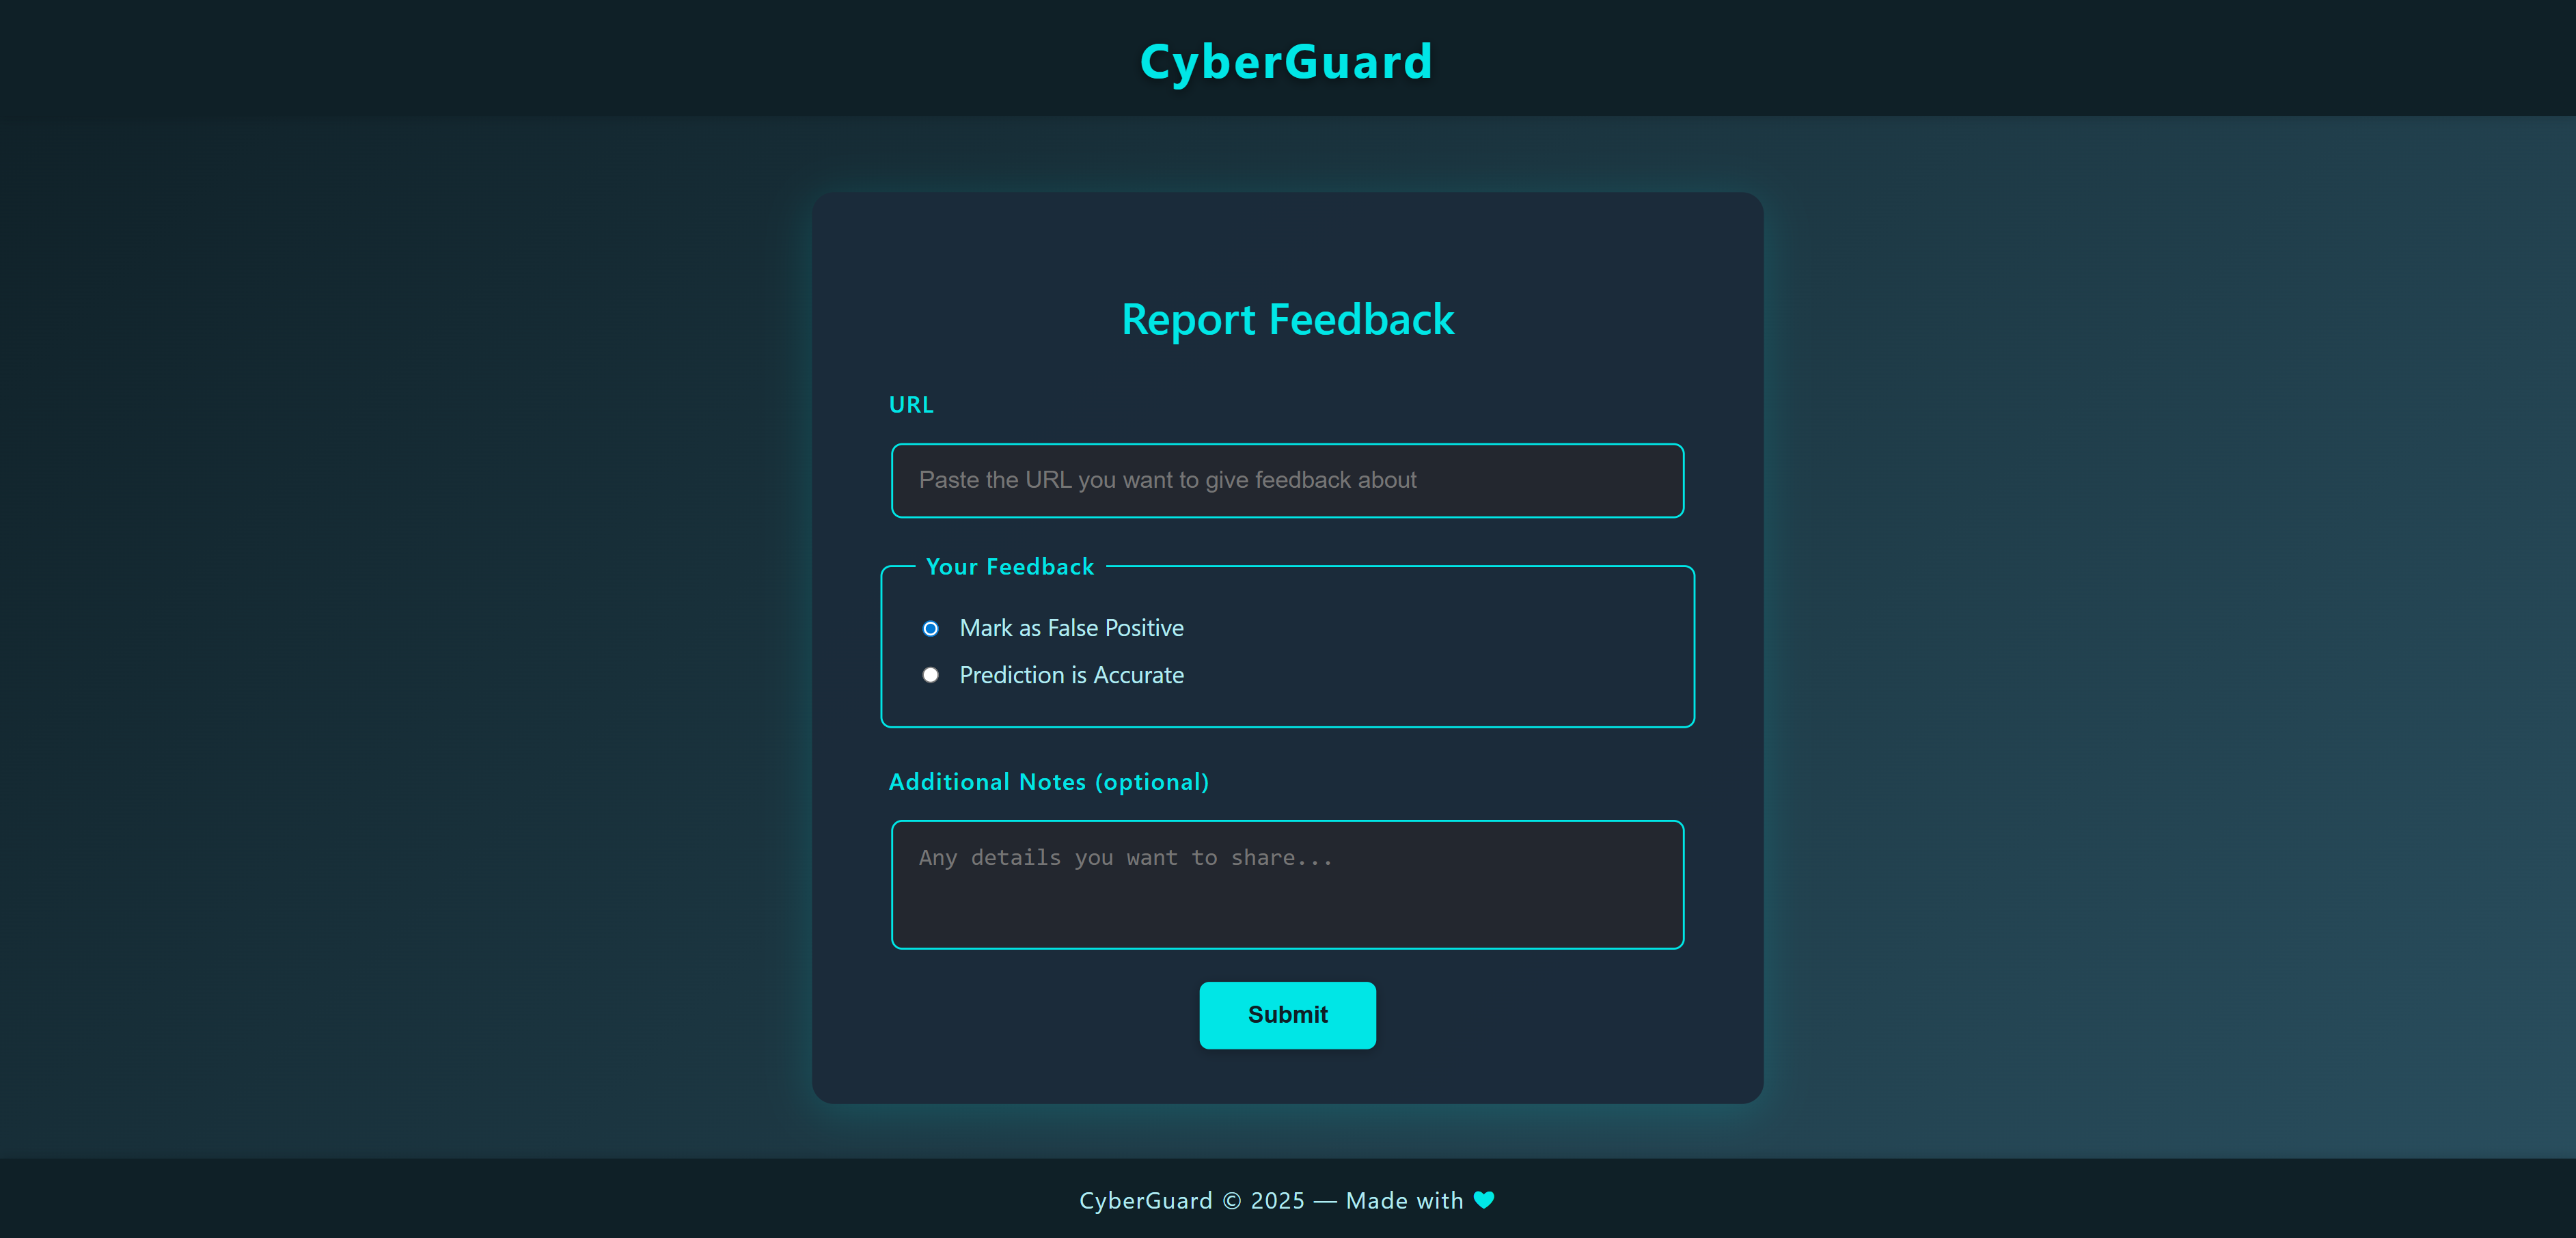 CyberGuard
Report Feedback
URL
Paste the URL you want to give feedback about
Your Feedback
Mark as False Positive
Prediction is Accurate
Additional Notes (optional)
Any details you want to share...
Submit
CyberGuard © 2025 — Made with 🩵